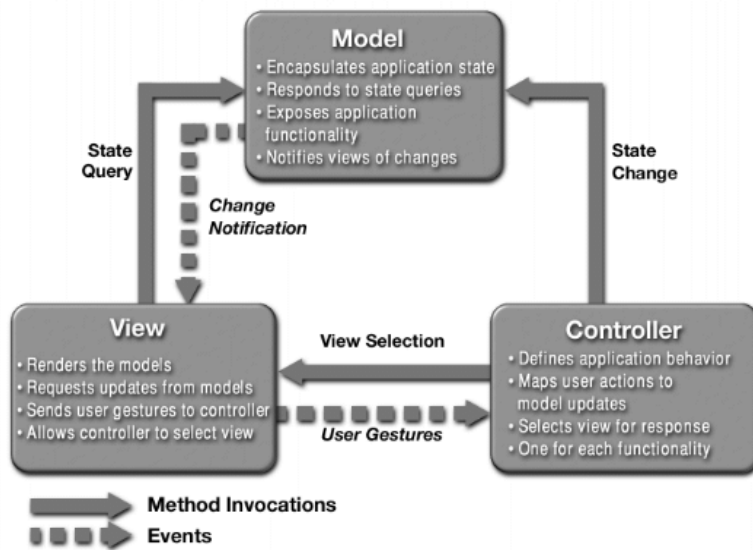 Model
• Encapsulates application state
• Responds to state queries
• Exposes application
functionality
• Notifies views of changes
State
Query
Change
Notification
State
Change
View
• Renders the models
• Requests updates from models
• Sends user gestures to controller
• Allows controller to select view
View Selection
User Gestures
Controller
• Defines application behavior
• Maps user actions to
model updates
• Selects view for response
• One for each functionality
Method Invocations
Events